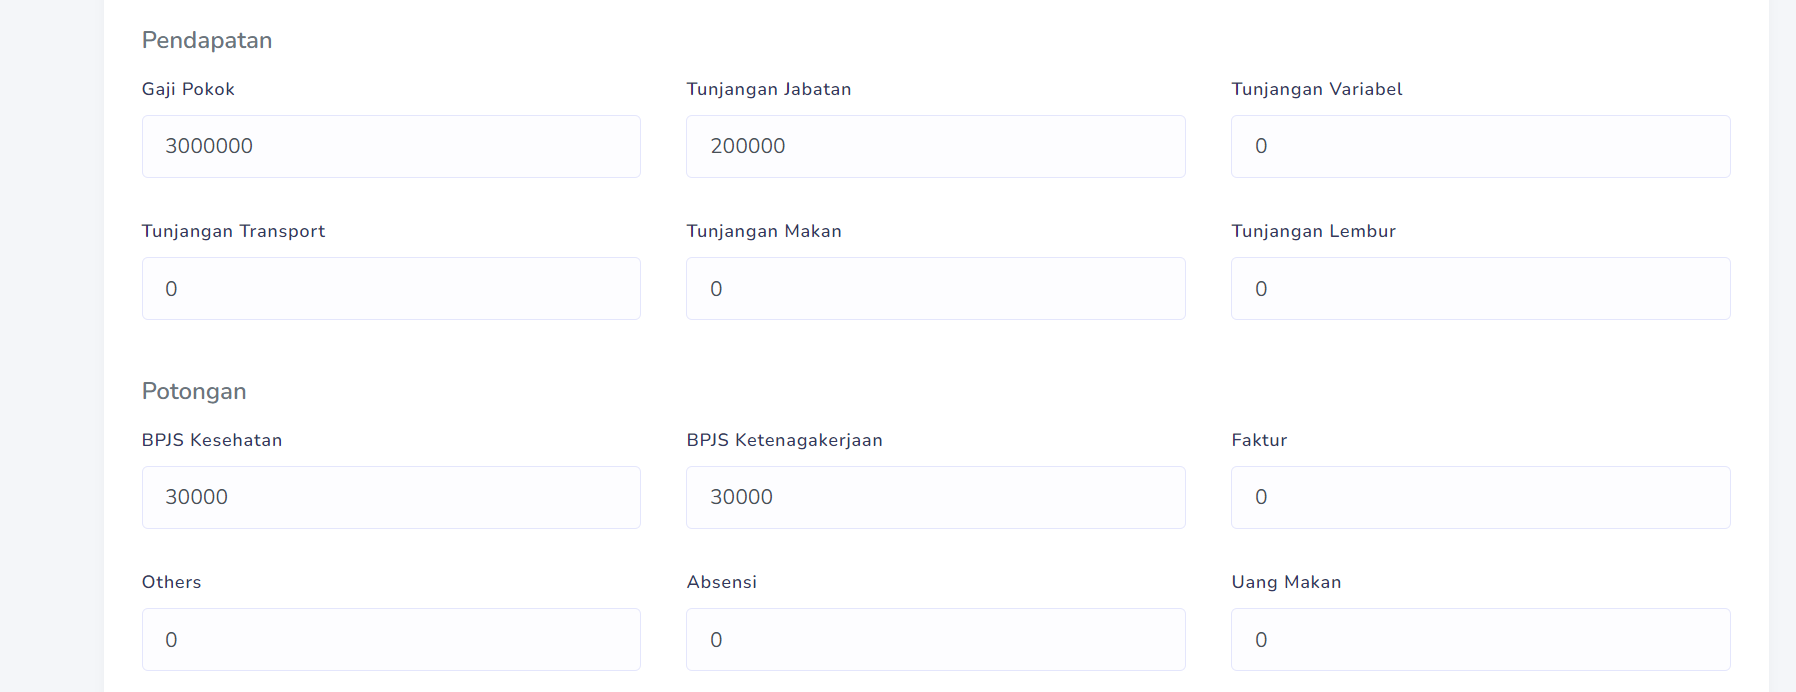 Pendapatan
Gaji Pokok
Tunjangan Jabatan
Tunjangan Variabel
3000000
200000
0
Tunjangan Transport
Tunjangan Makan
Tunjangan Lembur
0
0
0
Potongan
BPJS Kesehatan
BPJS Ketenagakerjaan
Faktur
30000
30000
0
Others
Absensi
Uang Makan
0
0
0